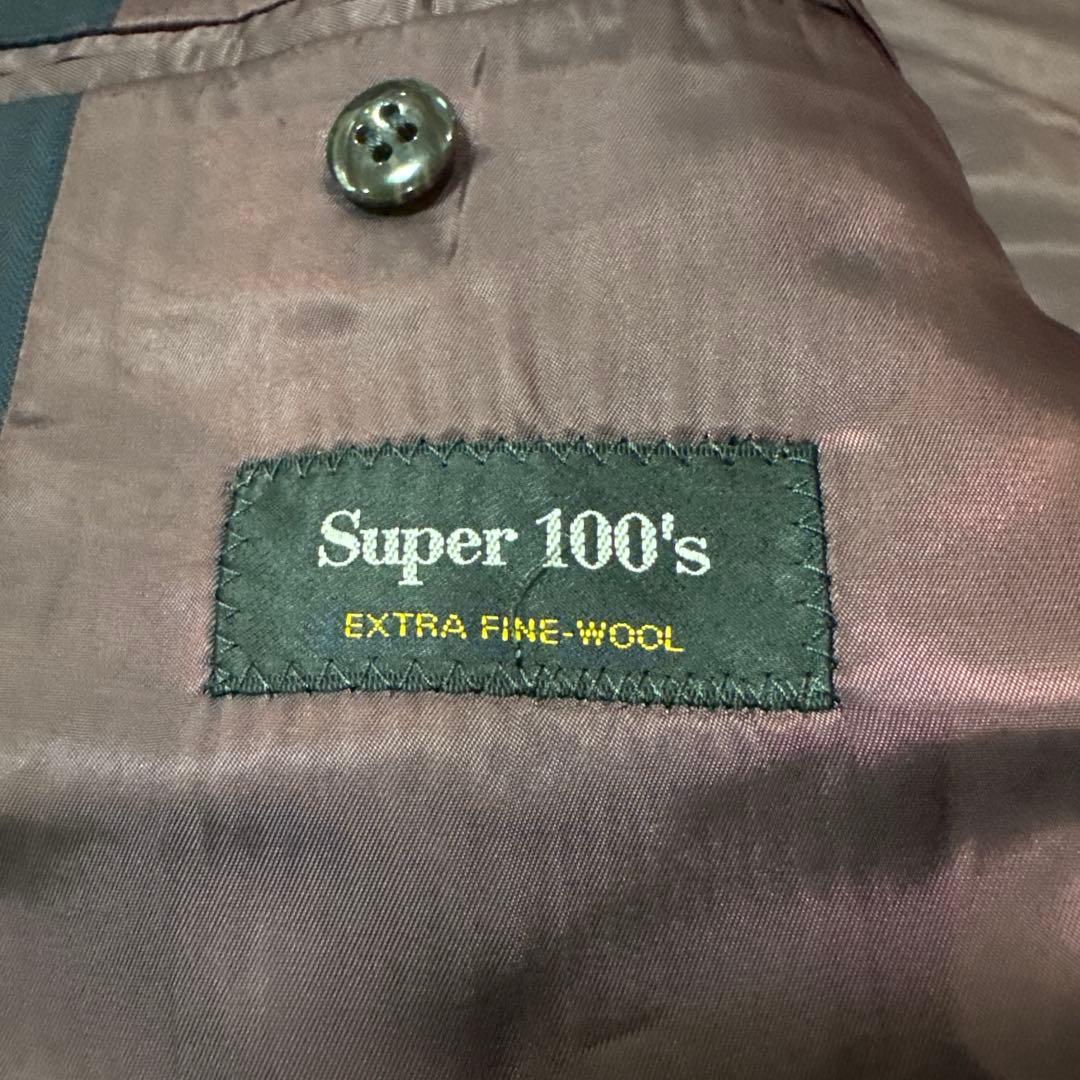 Super 100's
EXTRA FINE-WOOL